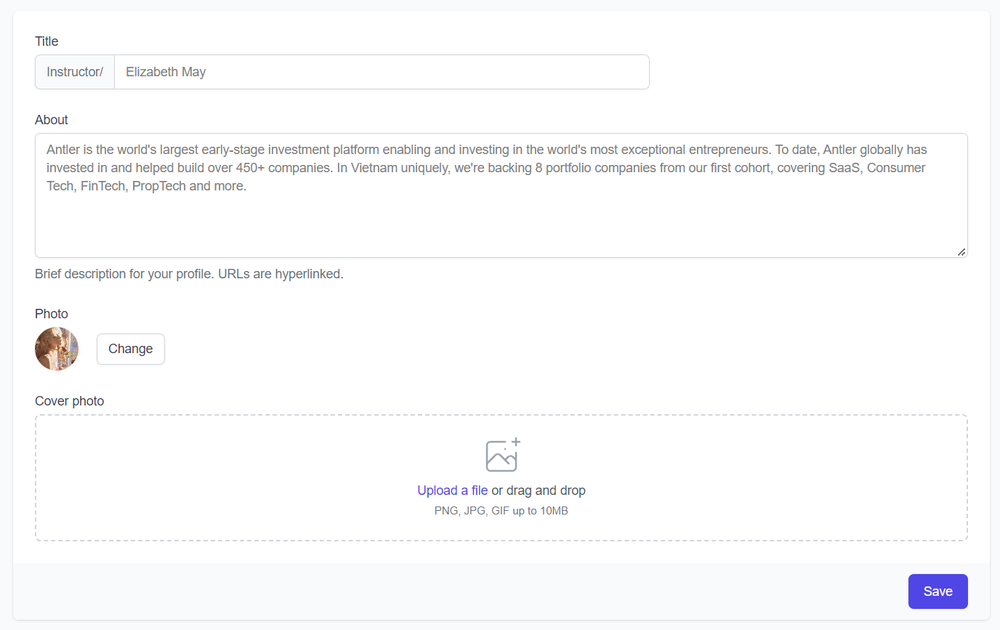 Title
Instructor/ Elizabeth May
About
Antler is the world's largest early-stage investment platform enabling and investing in the world's most exceptional entrepreneurs. To date, Antler globally has
invested in and helped build over 450+ companies. In Vietnam uniquely, we're backing 8 portfolio companies from our first cohort, covering SaaS, Consumer
Tech, FinTech, PropTech and more.
Brief description for your profile. URLs are hyperlinked.
Photo
Change
Cover photo
Upload a file or drag and drop
PNG, JPG, GIF up to 10MB
Save